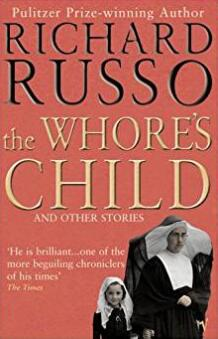 Pulitzer Prize-winning Author
RICHARD
RUSSO
the WHORE'S
CHILD
AND OTHER STORIES
'He is brilliant...one of the
more beguiling chroniclers
of his times'
The Times